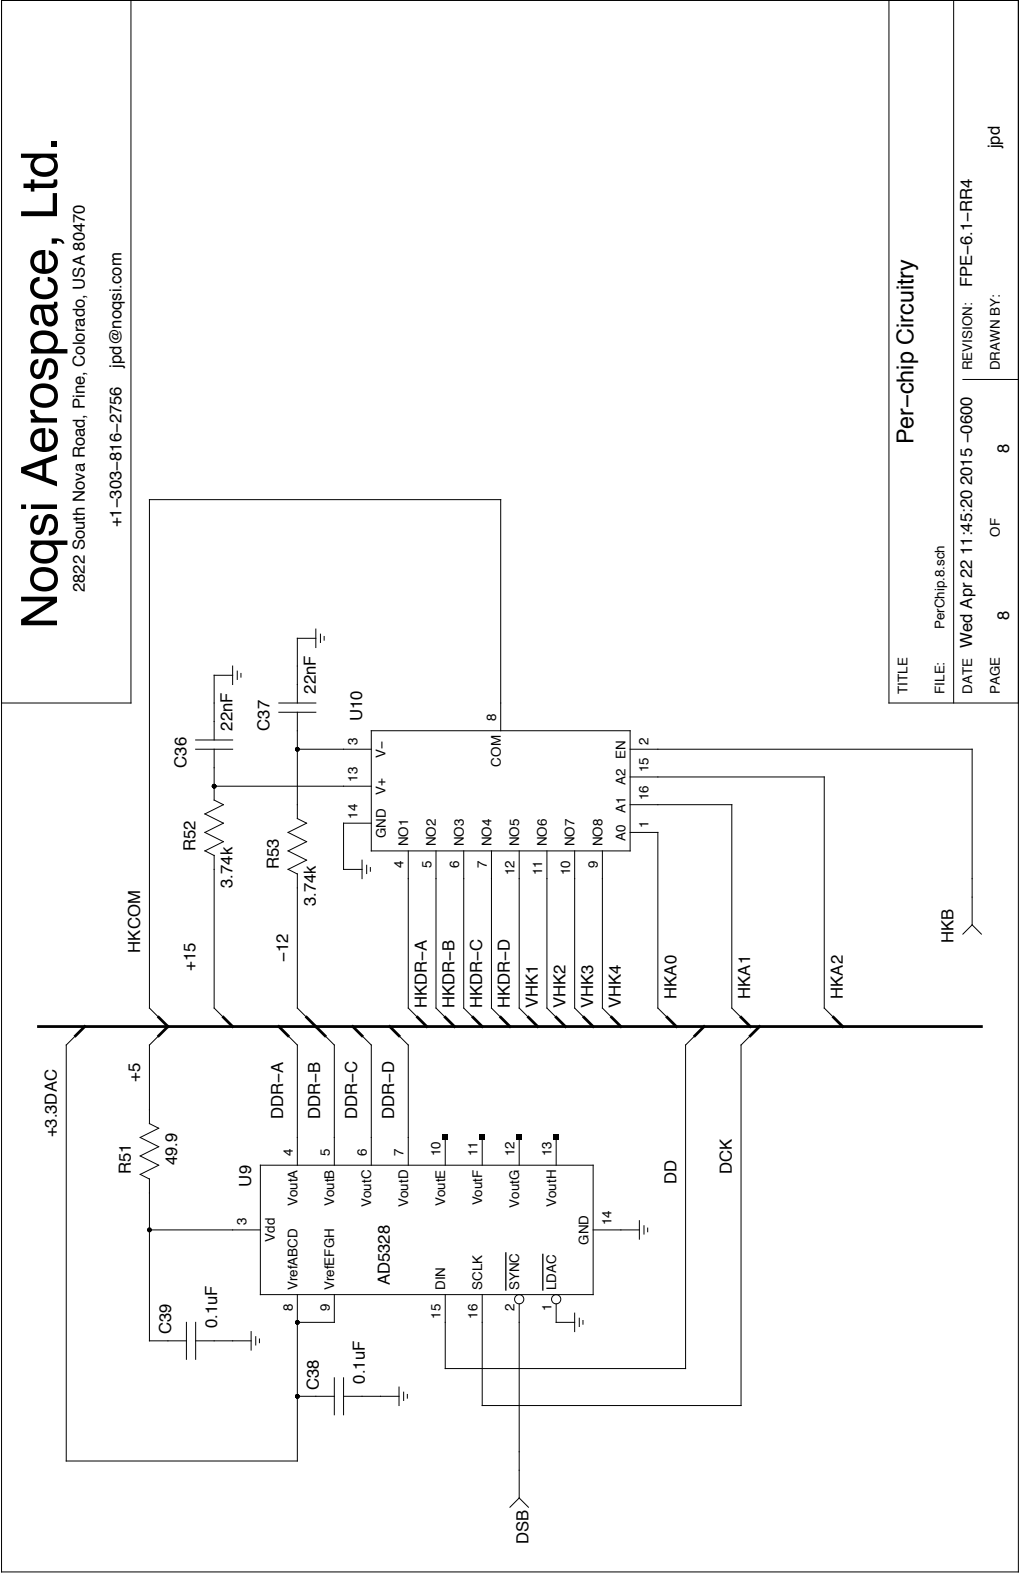 Noqsi Aerospace, Ltd.
2822 South Nova Road, Pine, Colorado, USA 80470
+1−303−816−2756 jpd@noqsi.com
+3.3DAC
+5
R51
49.9
C39
0.1uF
C38
0.1uF
U9
AD5328
3
Vdd
8
VrefABCD
9
VrefEFGH
15
DIN
16
SCLK
2
SYNC
1
LDAC
4
VoutA
5
VoutB
6
VoutC
7
VoutD
10
VoutE
11
VoutF
12
VoutG
13
VoutH
14
GND
DDR−A
DDR−B
DDR−C
DDR−D
DD
DCK
DSB
HKCOM
+15
−12
R52
3.74k
R53
3.74k
C36
22nF
C37
22nF
U10
14
GND
13
V+
3
V−
8
COM
4
NO1
5
NO2
6
NO3
7
NO4
12
NO5
11
NO6
10
NO7
9
NO8
1
A0
16
A1
15
A2
2
EN
HKDR−A
HKDR−B
HKDR−C
HKDR−D
VHK1
VHK2
VHK3
VHK4
HKA0
HKA1
HKA2
HKB
TITLE
Per−chip Circuitry
FILE: PerChip.8.sch
DATE Wed Apr 22 11:45:20 2015 −0600
REVISION: FPE−6.1−RR4
PAGE 8 OF 8
DRAWN BY: jpd